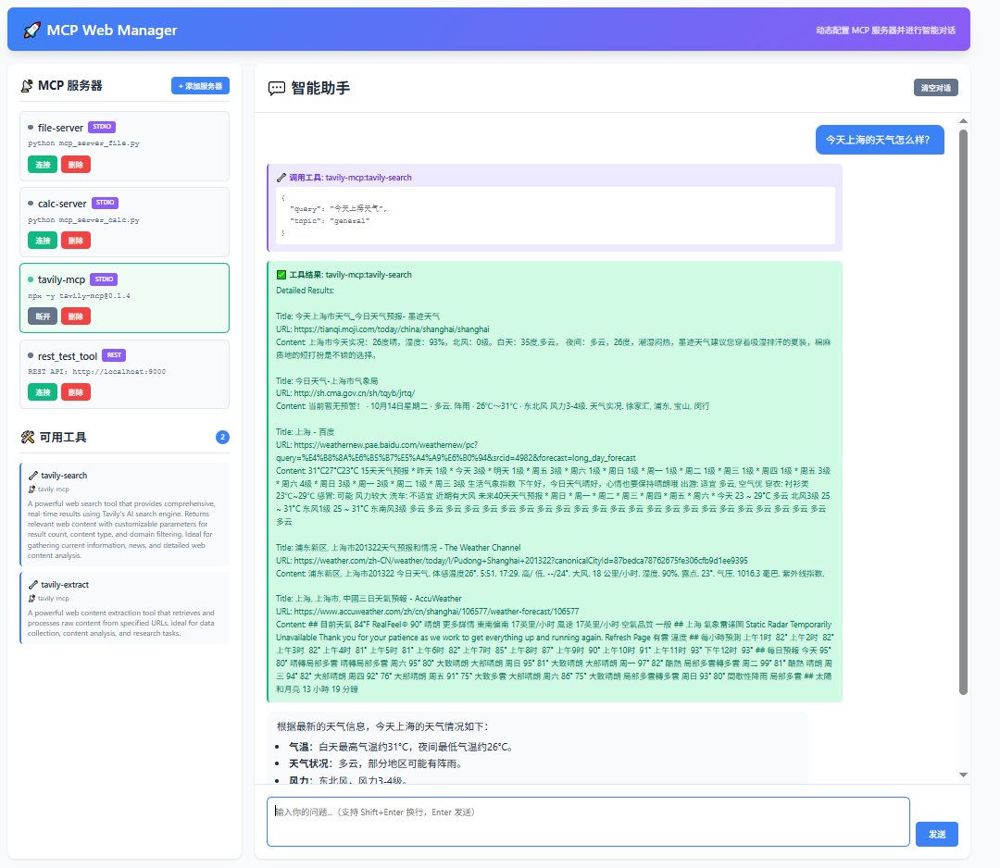 🚀 MCP Web Manager
动态配置 MCP 服务器并进行智能对话
📡 MCP 服务器
+ 添加服务器
file-server STDIO
python mcp_server_file.py
连接 删除
calc-server STDIO
python mcp_server_calc.py
连接 删除
tavily-mcp STDIO
npx -y tavily-mcp@0.1.4
断开 删除
rest_test_tool REST
REST API: http://localhost:9000
连接 删除
🛠️ 可用工具
2
🔧 tavily-search
📡 tavily-mcp
A powerful web search tool that provides comprehensive,
real-time results using Tavily's AI search engine. Returns
relevant web content with customizable parameters for
result count, content type, and domain filtering. Ideal for
gathering current information, news, and detailed web
content analysis.
🔧 tavily-extract
📡 tavily-mcp
A powerful web content extraction tool that retrieves and
processes raw content from specified URLs, ideal for data
collection, content analysis, and research tasks.
💬 智能助手
清空对话
今天上海的天气怎么样?
🔧 调用工具: tavily-mcp:tavily-search
{
"query": "今天上海天气",
"topic": "general"
}
✅ 工具结果: tavily-mcp:tavily-search
Detailed Results:
Title: 今天上海市天气_今日天气预报- 墨迹天气
URL: https://tianqi.moji.com/today/china/shanghai/shanghai
Content: 上海市今天实况：26度晴，湿度：93%，北风：0级。白天：35度,多云。 夜间：多云，26度，潮湿闷热，墨迹天气建议您穿着吸湿排汗的夏装，棉麻
质地的短打扮是不错的选择。
Title: 今日天气-上海市气象局
URL: http://sh.cma.gov.cn/sh/tqyb/jrtq/
Content: 当前暂无预警！ · 10月14日星期二 · 多云. 阵雨 · 26℃～31℃ · 东北风 风力3-4级. 天气实况. 徐家汇, 浦东, 宝山, 闵行
Title: 上海 - 百度
URL: https://weathernew.pae.baidu.com/weathernew/pc?
query=%E4%B8%8A%E6%B5%B7%E5%A4%A9%E6%B0%94&srcid=4982&forecast=long_day_forecast
Content: 31°C27°C23°C 15天天气预报 * 昨天 1级 * 今天 3级 * 明天 1级 * 周五 3级 * 周六 1级 * 周日 1级 * 周一 1级 * 周二 1级 * 周三 1级 * 周四 1级 * 周五 3级
* 周六 4级 * 周日 3级 * 周一 3级 * 周二 1级 * 周三 3级 生活气象指数 下午好，今日天气晴好，心情也要保持晴朗哦 出游: 适宜 多云, 空气优 穿衣: 衬衫类
23℃~29℃ 感冒: 可能 风力较大 洗车: 不适宜 近期有大风 未来40天天气预报 * 周日 * 周一 * 周二 * 周三 * 周四 * 周五 * 周六 * 今天 23 ~ 29°C 多云 北风3级 25
~ 31°C 东风1级 25 ~ 31°C 东南风3级 多云 多云 多云 多云 多云 多云 多云 多云 多云 多云 多云 多云 多云 多云 多云 多云 多云 多云 多云 多云 多云 多云
多云
Title: 浦东新区, 上海市201322天气预报和情况 - The Weather Channel
URL: https://weather.com/zh-CN/weather/today/l/Pudong+Shanghai+201322?canonicalCityId=87bedca78762675fe306cfb9d1ee9395
Content: 浦东新区, 上海市201322 今日天气. 体感温度26°. 5:51. 17:29. 高/ 低. --/24°. 大风. 18 公里/小时. 湿度. 90%. 露点. 23°. 气压. 1016.3 毫巴. 紫外线指数.
Title: 上海, 上海市, 中國三日天氣預報 - AccuWeather
URL: https://www.accuweather.com/zh/cn/shanghai/106577/weather-forecast/106577
Content: ## 目前天氣 84°F RealFeel® 90° 晴朗 更多詳情 東南偏南 17英里/小时 風速 17英里/小时 空氣品質 一般 ## 上海 氣象雷達圖 Static Radar Temporarily
Unavailable Thank you for your patience as we work to get everything up and running again. Refresh Page 有雲 溫度 ## 每小時預測 上午1时 82° 上午2时 82°
上午3时 82° 上午4时 81° 上午5时 81° 上午6时 82° 上午7时 85° 上午8时 87° 上午9时 90° 上午10时 91° 上午11时 93° 下午12时 93° ## 每日預報 今天 95°
80° 晴轉局部多雲 晴轉局部多雲 周六 95° 80° 大致晴朗 大部晴朗 周日 95° 81° 大致晴朗 大部晴朗 周一 97° 82° 酷熱 局部多雲轉多雲 周二 99° 81° 酷熱 晴朗 周
三 94° 82° 大部晴朗 周四 92° 76° 大部晴朗 周五 91° 75° 大致多雲 大部晴朗 周六 86° 75° 大致晴朗 局部多雲轉多雲 周日 93° 80° 間歇性降雨 局部多雲 ## 太陽
和月亮 13 小時 19 分鐘
根据最新的天气信息，今天上海的天气情况如下：
• 气温：白天最高气温约31°C，夜间最低气温约26°C。
• 天气状况：多云，部分地区可能有阵雨。
• 风力：东北风，风力3-4级。
输入你的问题...（支持 Shift+Enter 换行，Enter 发送）
发送